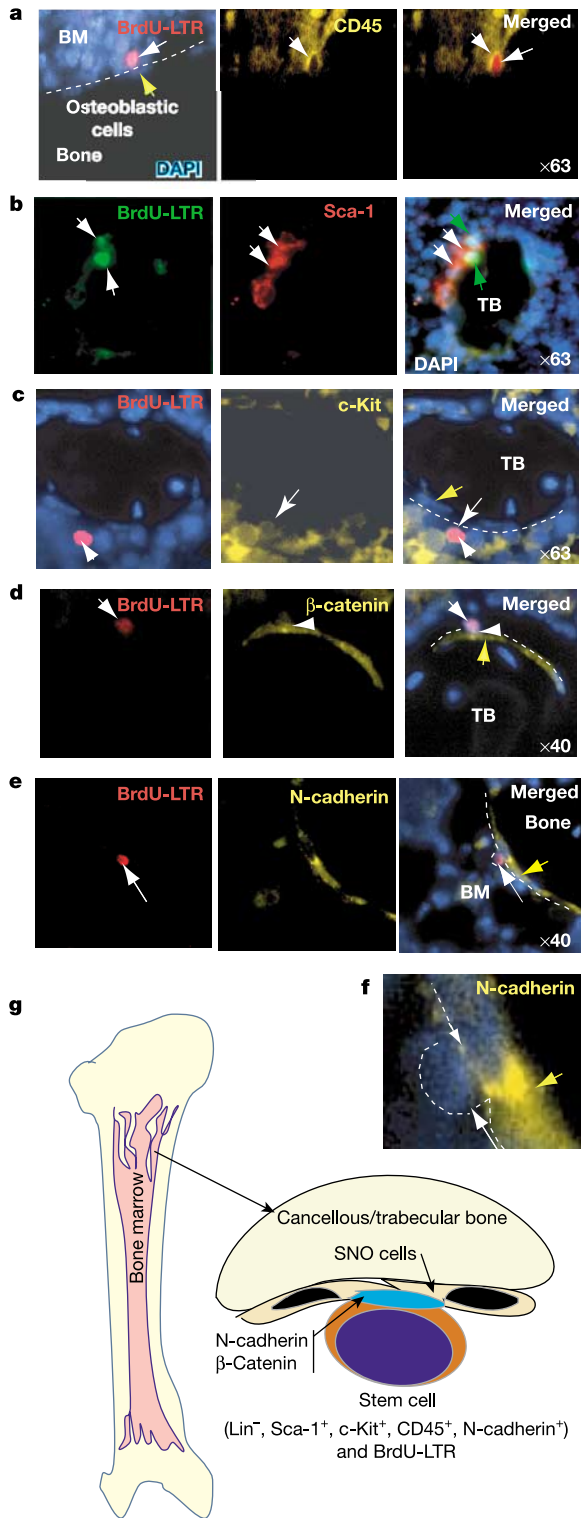 a
BM
BrdU-LTR
Osteoblastic
cells
Bone
DAPI
CD45
Merged
×63
b
BrdU-LTR
Sca-1
Merged
TB
DAPI
×63
c
BrdU-LTR
c-Kit
Merged
TB
×63
d
BrdU-LTR
β-catenin
Merged
TB
×40
e
BrdU-LTR
N-cadherin
Merged
Bone
BM
×40
f
N-cadherin
g
Bone marrow
Cancellous/trabecular bone
SNO cells
N-cadherin
β-Catenin
Stem cell
(Lin⁻, Sca-1⁺, c-Kit⁺, CD45⁺, N-cadherin⁺)
and BrdU-LTR